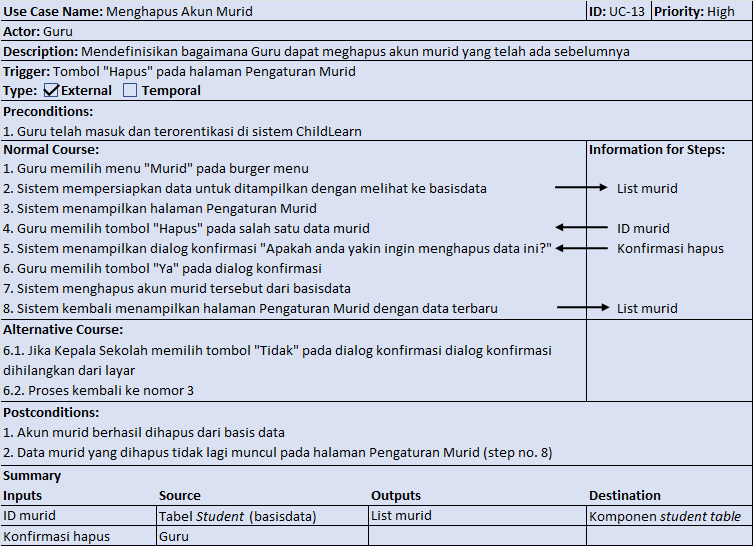 Use Case Name: Menghapus Akun Murid ID: UC-13 Priority: High
Actor: Guru
Description: Mendefinisikan bagaimana Guru dapat meghapus akun murid yang telah ada sebelumnya
Trigger: Tombol "Hapus" pada halaman Pengaturan Murid
Type: External Temporal
Preconditions:
1. Guru telah masuk dan terorentikasi di sistem ChildLearn
Normal Course: Information for Steps:
1. Guru memilih menu "Murid" pada burger menu
2. Sistem mempersiapkan data untuk ditampilkan dengan melihat ke basisdata List murid
3. Sistem menampilkan halaman Pengaturan Murid
4. Guru memilih tombol "Hapus" pada salah satu data murid ID murid
5. Sistem menampilkan dialog konfirmasi "Apakah anda yakin ingin menghapus data ini?" Konfirmasi hapus
6. Guru memilih tombol "Ya" pada dialog konfirmasi
7. Sistem menghapus akun murid tersebut dari basisdata
8. Sistem kembali menampilkan halaman Pengaturan Murid dengan data terbaru List murid
Alternative Course:
6.1. Jika Kepala Sekolah memilih tombol "Tidak" pada dialog konfirmasi dialog konfirmasi
dihilangkan dari layar
6.2. Proses kembali ke nomor 3
Postconditions:
1. Akun murid berhasil dihapus dari basis data
2. Data murid yang dihapus tidak lagi muncul pada halaman Pengaturan Murid (step no. 8)
Summary
Inputs Source Outputs Destination
ID murid Tabel Student (basisdata) List murid Komponen student table
Konfirmasi hapus Guru